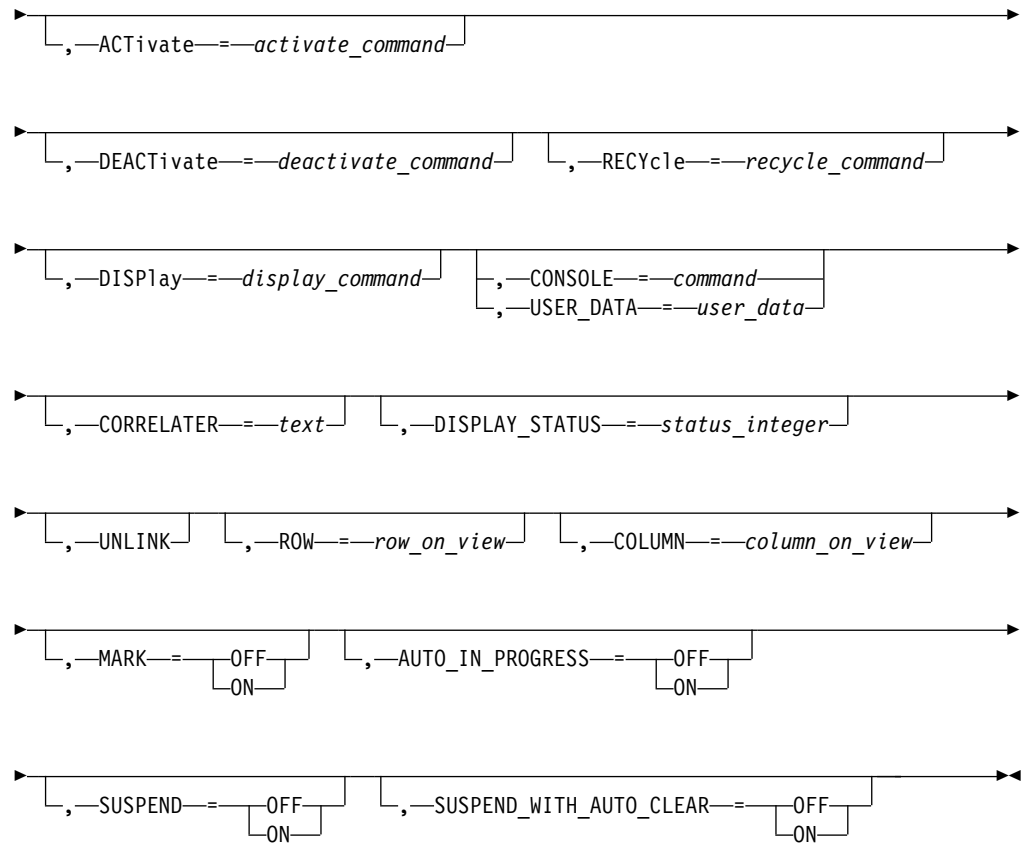 , ACTivate = activate_command
, DEACTivate = deactivate_command , RECYcle = recycle_command
, DISPlay = display_command , CONSOLE = command
, USER_DATA = user_data
, CORRELATER = text , DISPLAY_STATUS = status_integer
, UNLINK , ROW = row_on_view , COLUMN = column_on_view
, MARK = OFF , AUTO_IN_PROGRESS = OFF
ON ON
, SUSPEND = OFF , SUSPEND_WITH_AUTO_CLEAR = OFF
ON ON